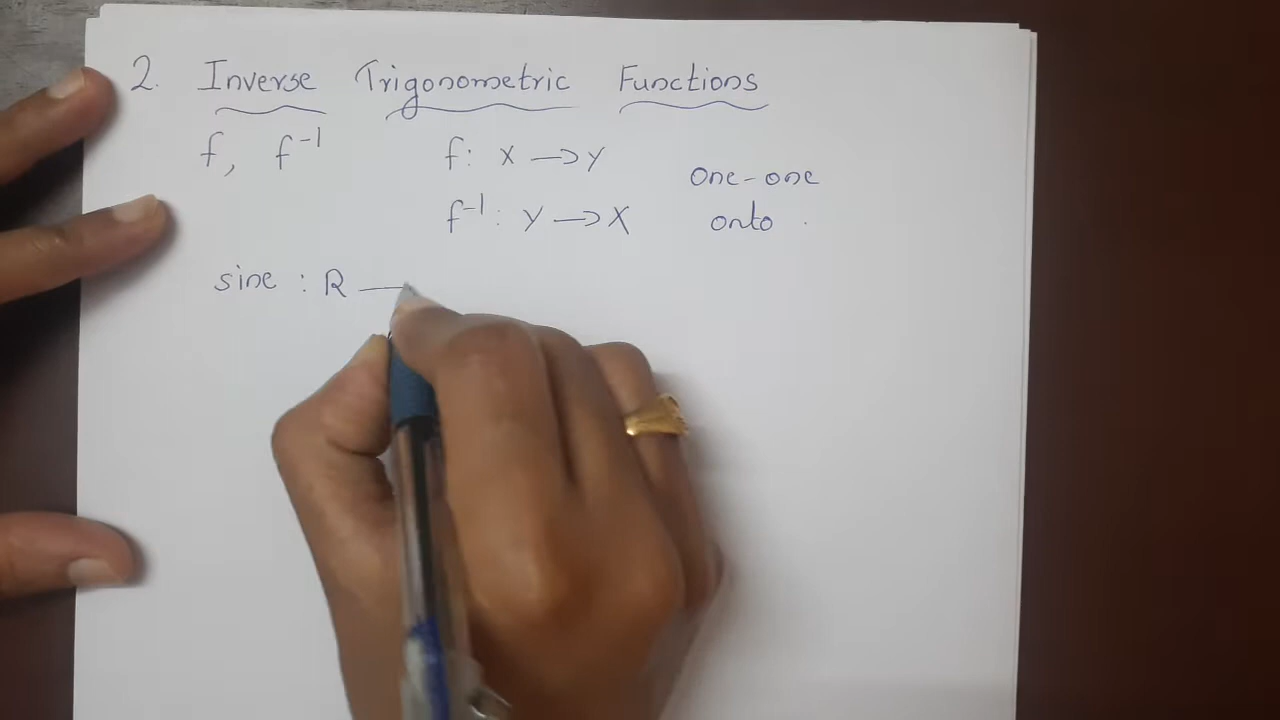 2. Inverse Trigonometric Functions
f, f⁻¹ f: X → Y
one-one
f⁻¹: Y → X onto
sine : R —